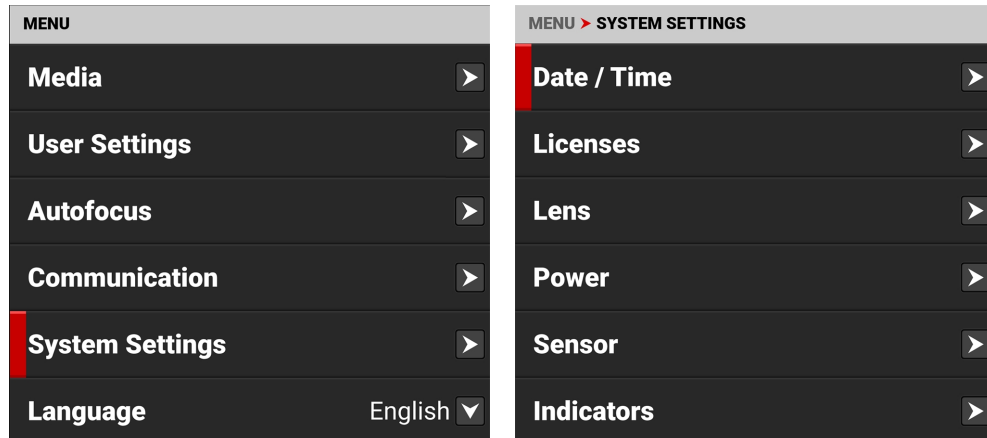 MENU
Media
User Settings
Autofocus
Communication
System Settings
Language English
MENU SYSTEM SETTINGS
Date / Time
Licenses
Lens
Power
Sensor
Indicators